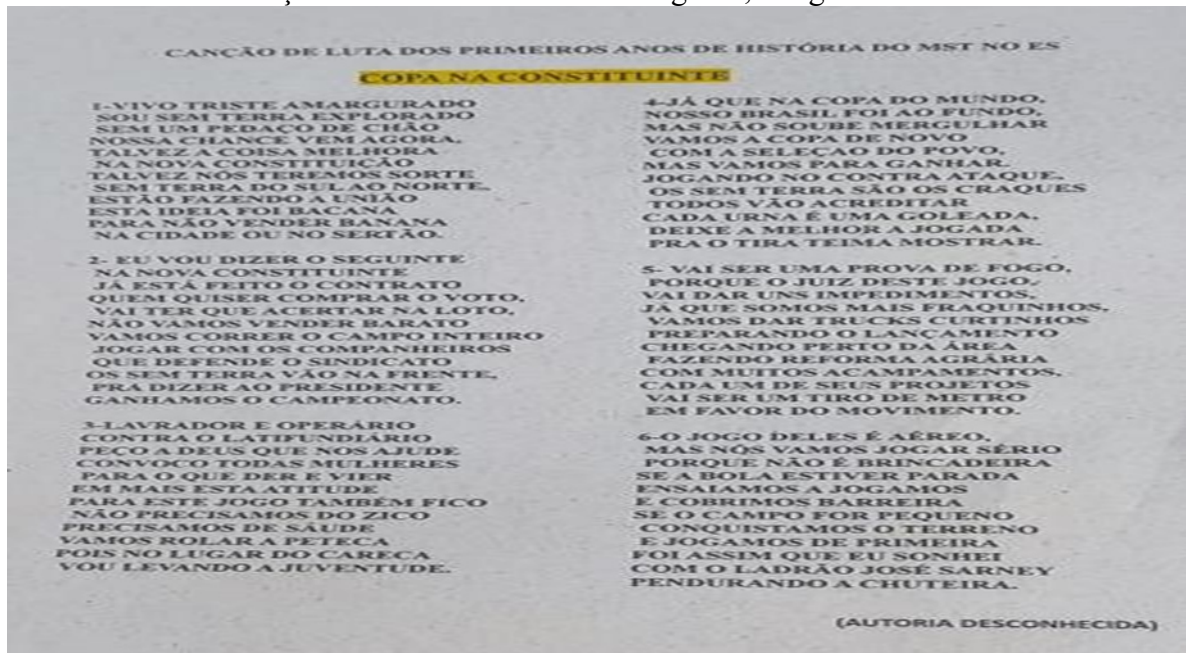 CANÇÃO DE LUTA DOS PRIMEIROS ANOS DE HISTÓRIA DO MST NO ES
COPA NA CONSTITUINTE
1-VIVO TRISTE AMARGURADO
SOU SEM TERRA EXPLORADO
SEM UM PEDAÇO DE CHÃO
NOSSA CHANCE VEM AGORA.
TALVEZ A COISA MELHORA
NA NOVA CONSTITUIÇÃO
TALVEZ NÓS TEREMOS SORTE
SEM TERRA DO SUL AO NORTE.
ESTÃO FAZENDO A UNIÃO
ESTA IDEIA FOI BACANA
PARA NÃO VENDER BANANA
NA CIDADE OU NO SERTÃO.
2- EU VOU DIZER O SEGUINTE
NA NOVA CONSTITUINTE
JÁ ESTÁ FEITO O CONTRATO
QUEM QUISER COMPRAR O VOTO,
VAI TER QUE ACERTAR NA LOTO,
NÃO VAMOS VENDER BARATO
VAMOS CORRER O CAMPO INTEIRO
JOGAR COM OS COMPANHEIROS
QUE DEFENDE O SINDICATO
OS SEM TERRA VÃO NA FRENTE,
PRA DIZER AO PRESIDENTE
GANHAMOS O CAMPEONATO.
3-LAVRADOR E OPERÁRIO
CONTRA O LATIFUNDIÁRIO
PEÇO A DEUS QUE NOS AJUDE
CONVOCO TODAS MULHERES
PARA O QUE DER E VIER
EM MAIS ESTA ATITUDE
PARA ESTE JOGO TAMBÉM FICO
NÃO PRECISAMOS DO ZICO
PRECISAMOS DE SAÚDE
VAMOS ROLAR A PETECA
POIS NO LUGAR DO CARECA
VOU LEVANDO A JUVENTUDE.
4-JÁ QUE NA COPA DO MUNDO,
NOSSO BRASIL FOI AO FUNDO,
MAS NÃO SOUBE MERGULHAR
VAMOS A COPA DE NOVO
COM A SELEÇÃO DO POVO,
MAS VAMOS PARA GANHAR.
JOGANDO NO CONTRA ATAQUE.
OS SEM TERRA SÃO OS CRAQUES
TODOS VÃO ACREDITAR
CADA URNA É UMA GOLEADA,
DEIXE A MELHOR A JOGADA
PRA O TIRA TEIMA MOSTRAR.
5- VAI SER UMA PROVA DE FOGO,
PORQUE O JUIZ DESTE JOGO,
VAI DAR UNS IMPEDIMENTOS,
JÁ QUE SOMOS MAIS FRAQUINHOS,
VAMOS DAR TRUCKS CURTINHOS
PREPARANDO O LANÇAMENTO
CHEGANDO PERTO DA ÁREA
FAZENDO REFORMA AGRÁRIA
COM MUITOS ACAMPAMENTOS,
CADA UM DE SEUS PROJETOS
VAI SER UM TIRO DE METRO
EM FAVOR DO MOVIMENTO.
6-O JOGO DELES É AÉREO,
MAS NÓS VAMOS JOGAR SÉRIO
PORQUE NÃO É BRINCADEIRA
SE A BOLA ESTIVER PARADA
ENSAIAMOS A JOGAMOS
E COBRIMOS BARREIRA
SE O CAMPO FOR PEQUENO
CONQUISTAMOS O TERRENO
E JOGAMOS DE PRIMEIRA
FOI ASSIM QUE EU SONHEI
COM O LADRÃO JOSÉ SARNEY
PENDURANDO A CHUTEIRA.
(AUTORIA DESCONHECIDA)